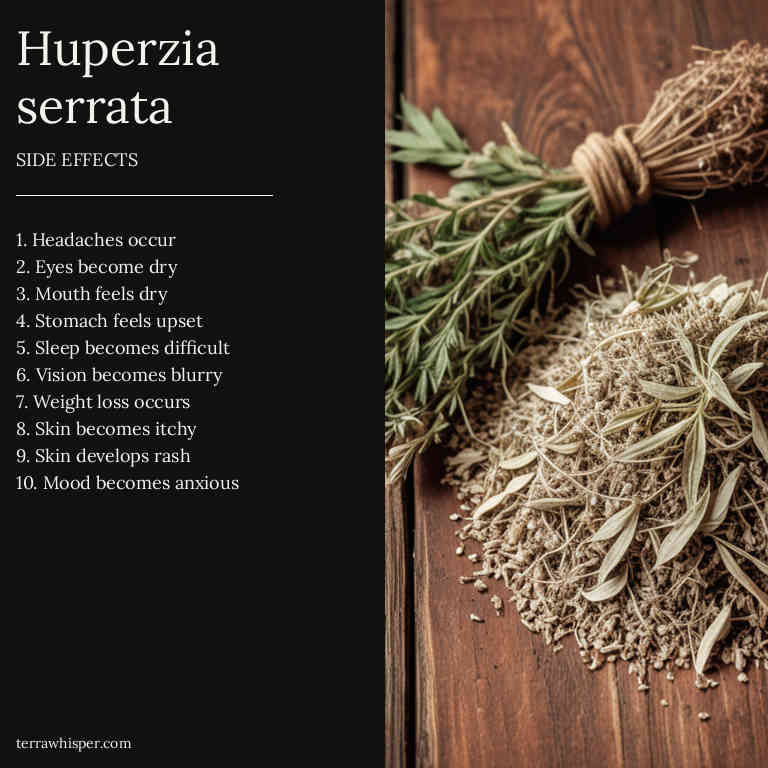 Huperzia
serrata
SIDE EFFECTS
1. Headaches occur
2. Eyes become dry
3. Mouth feels dry
4. Stomach feels upset
5. Sleep becomes difficult
6. Vision becomes blurry
7. Weight loss occurs
8. Skin becomes itchy
9. Skin develops rash
10. Mood becomes anxious
terrawhisper.com